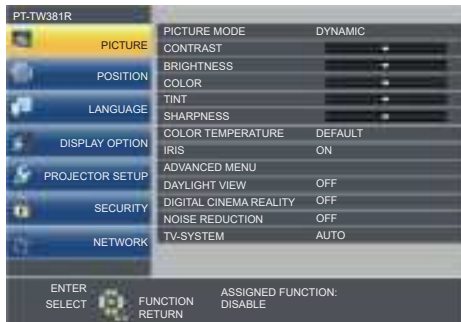 PT-TW381R
PICTURE
POSITION
LANGUAGE
DISPLAY OPTION
PROJECTOR SETUP
SECURITY
NETWORK
PICTURE MODE DYNAMIC
CONTRAST
BRIGHTNESS
COLOR
TINT
SHARPNESS
COLOR TEMPERATURE DEFAULT
IRIS ON
ADVANCED MENU
DAYLIGHT VIEW OFF
DIGITAL CINEMA REALITY OFF
NOISE REDUCTION OFF
TV-SYSTEM AUTO
ENTER
SELECT
FUNCTION
RETURN
ASSIGNED FUNCTION:
DISABLE